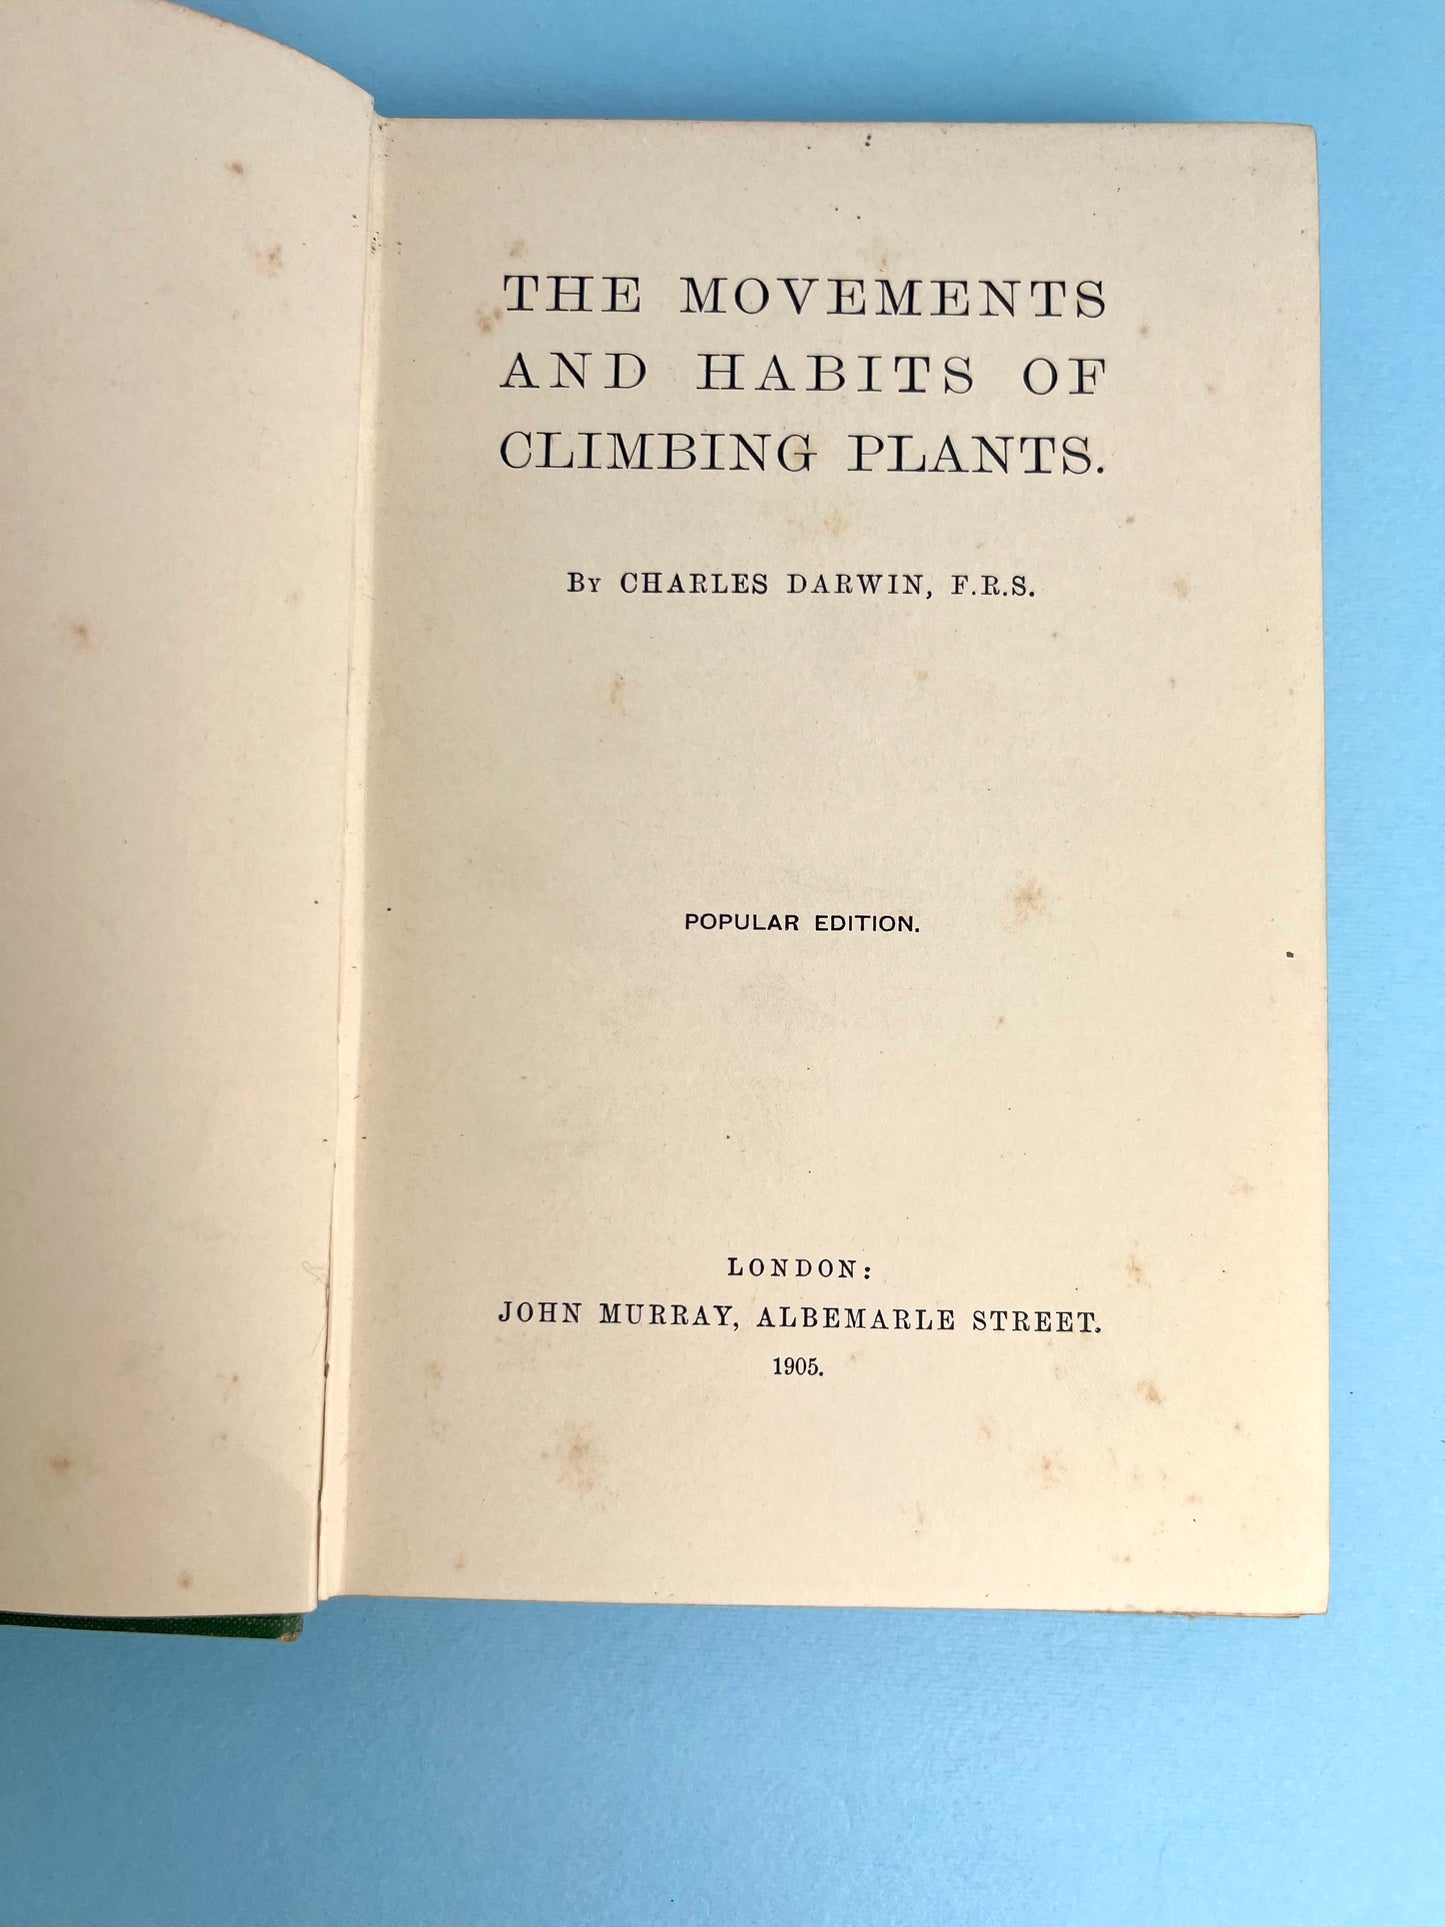 THE MOVEMENTS
AND HABITS OF
CLIMBING PLANTS.
By CHARLES DARWIN, F.R.S.
POPULAR EDITION.
LONDON:
JOHN MURRAY, ALBEMARLE STREET.
1905.